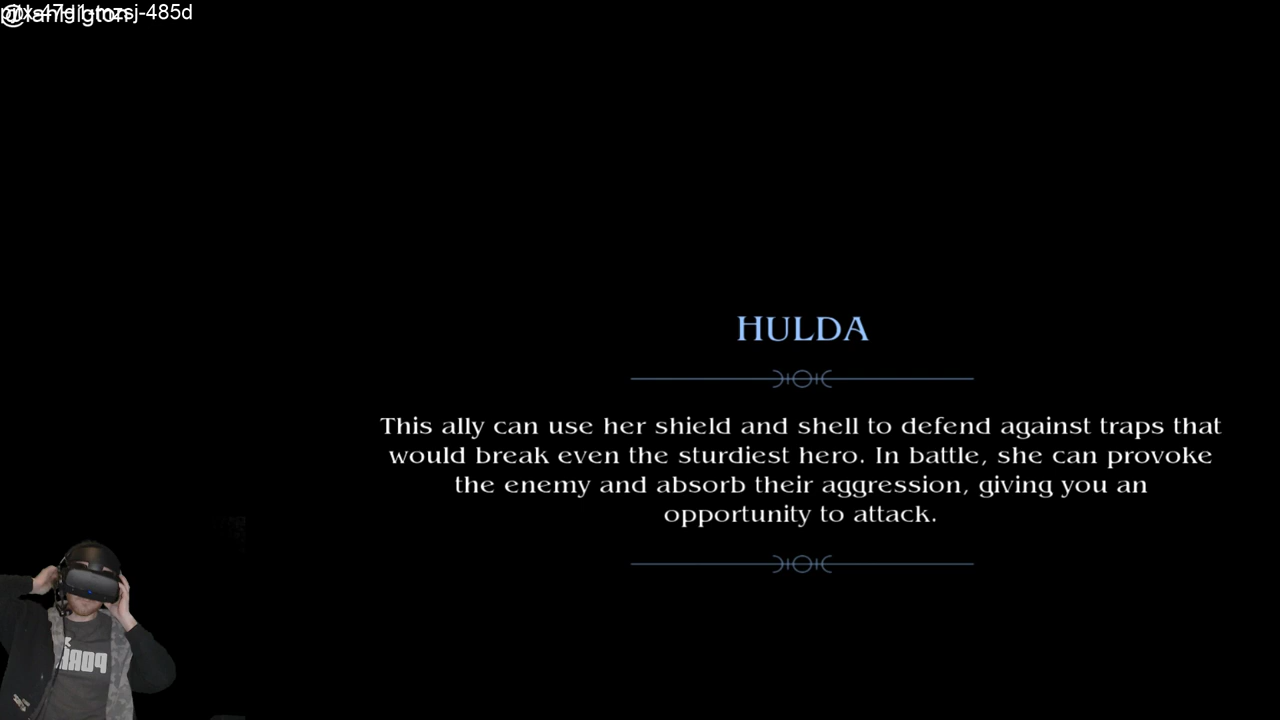 HULDA
This ally can use her shield and shell to defend against traps that
would break even the sturdiest hero. In battle, she can provoke
the enemy and absorb their aggression, giving you an
opportunity to attack.